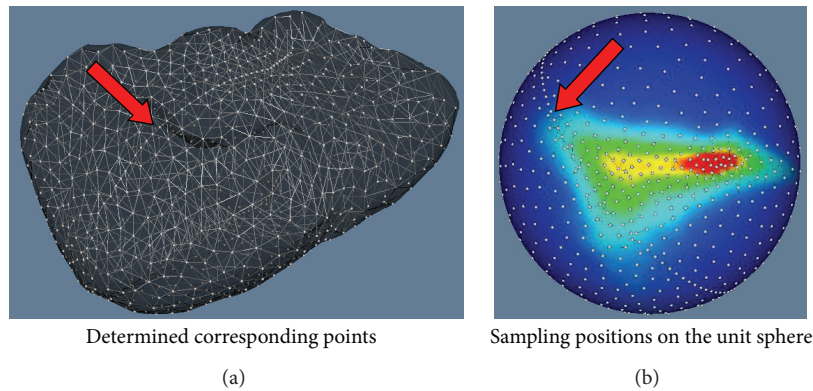 Determined corresponding points
Sampling positions on the unit sphere
(a)
(b)